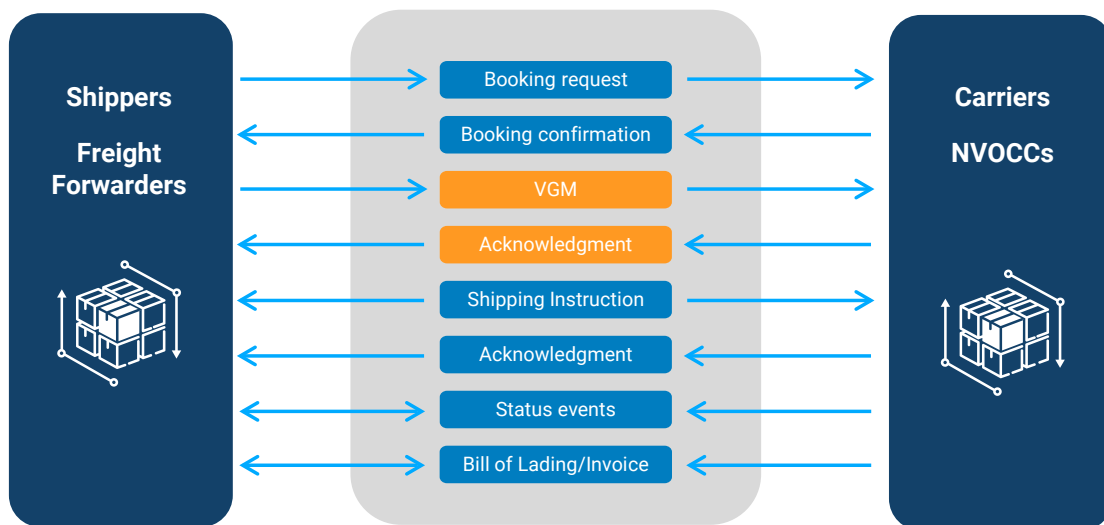 Shippers
Freight
Forwarders
Booking request
Booking confirmation
VGM
Acknowledgment
Shipping Instruction
Acknowledgment
Status events
Bill of Lading/Invoice
Carriers
NVOCCs